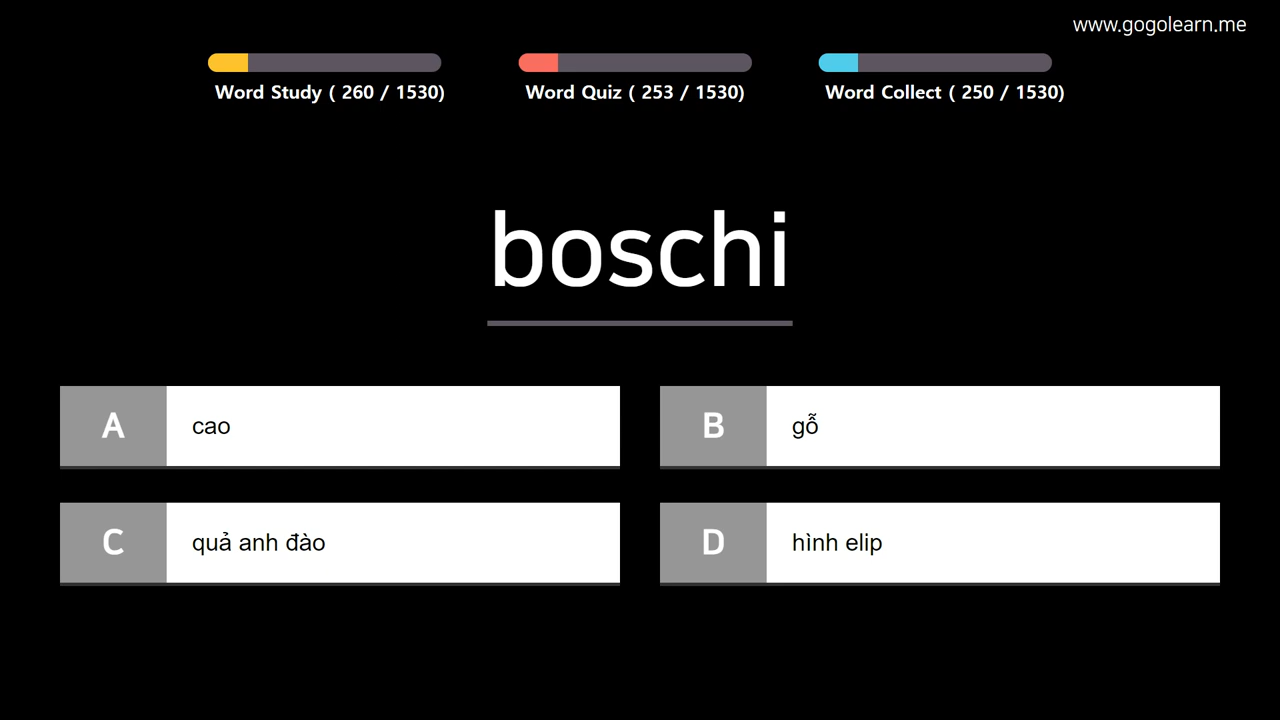 www.gogolearn.me
Word Study ( 260 / 1530)
Word Quiz ( 253 / 1530)
Word Collect ( 250 / 1530)
boschi
A cao
B gỗ
C quả anh đào
D hình elip